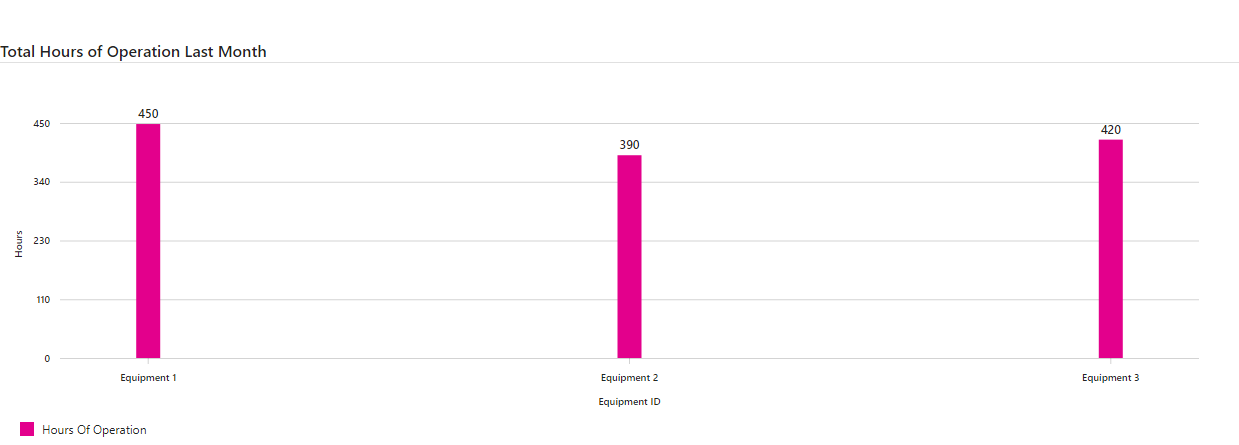 Total Hours of Operation Last Month
450
390
420
450
340
230
110
0
Hours
Equipment 1
Equipment 2
Equipment 3
Equipment ID
Hours Of Operation